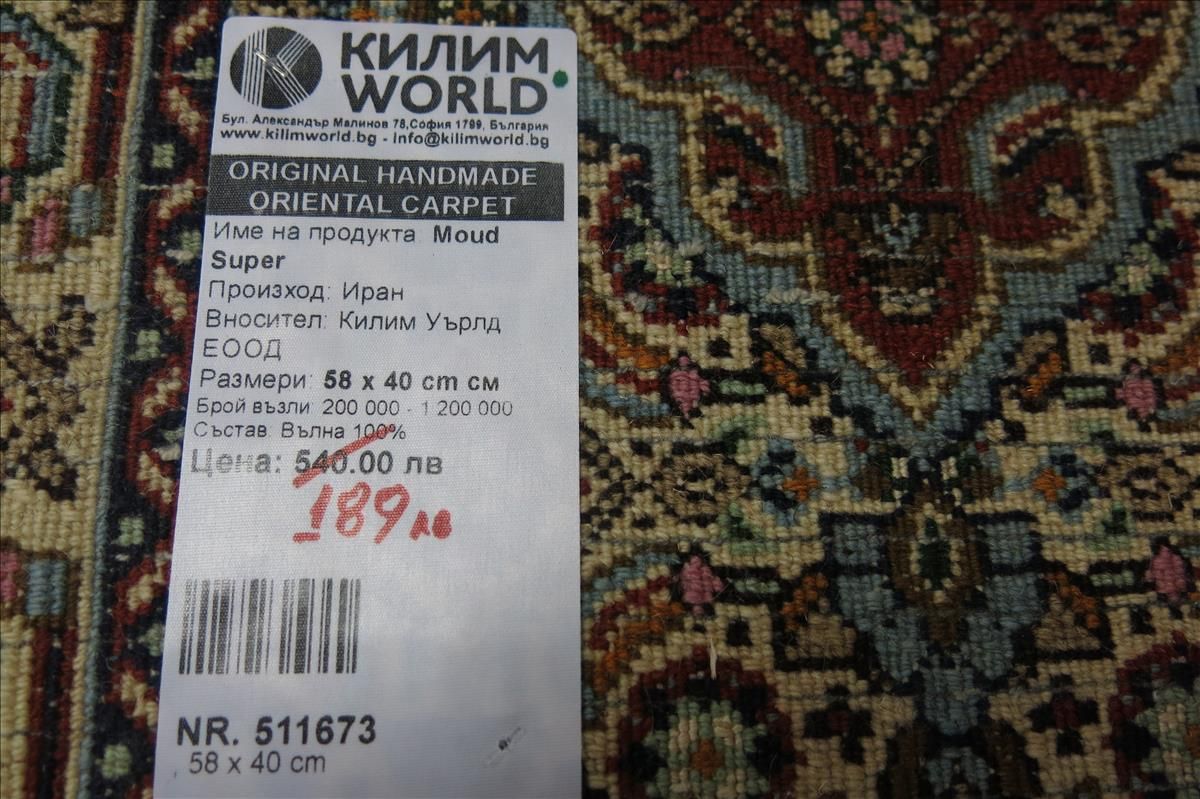 КИЛИМ
WORLD
Бул. Александър Малинов 78,София 1799, България
www.kilimworld.bg - info@kilimworld.bg
ORIGINAL HANDMADE
ORIENTAL CARPET
Име на продукта: Moud
Super
Произход: Иран
Вносител: Килим Уърлд
ЕООД
Размери: 58 x 40 cm см
Брой възли: 200 000 - 1 200 000
Състав: Вълна 100%
Цена: 540.00 лв
189 лв
NR. 511673
58 x 40 cm